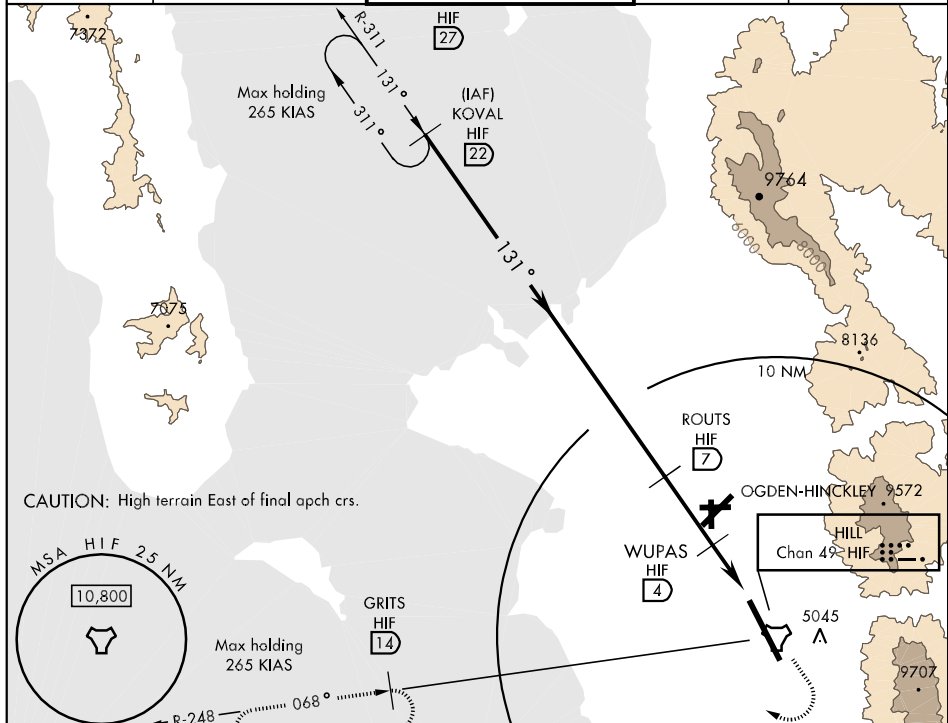 7372
R-311
HIF
27
131°
Max holding
265 KIAS
311°
(IAF)
KOVAL
HIF
22
9764
131°
7075
8136
10 NM
ROUTS
HIF
7
CAUTION: High terrain East of final apch crs.
OGDEN-HINCKLEY
9572
HILL
Chan 49 HIF
WUPAS
HIF
4
MSA HIF 25 NM
10,800
GRITS
HIF
14
5045
Max holding
265 KIAS
9707
R-248
068°